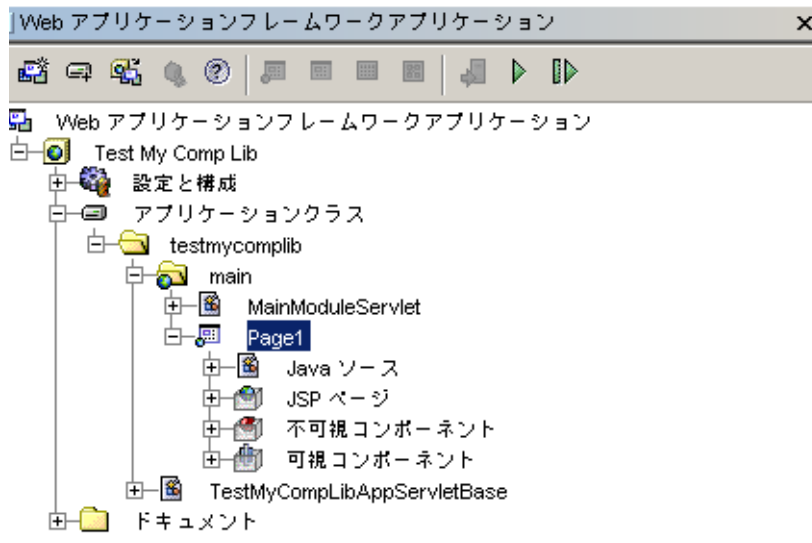 Web アプリケーションフレームワークアプリケーション
Web アプリケーションフレームワークアプリケーション
Test My Comp Lib
設定と構成
アプリケーションクラス
testmycomplib
main
MainModuleServlet
Page1
Java ソース
JSP ページ
不可視コンポーネント
可視コンポーネント
TestMyCompLibAppServletBase
ドキュメント